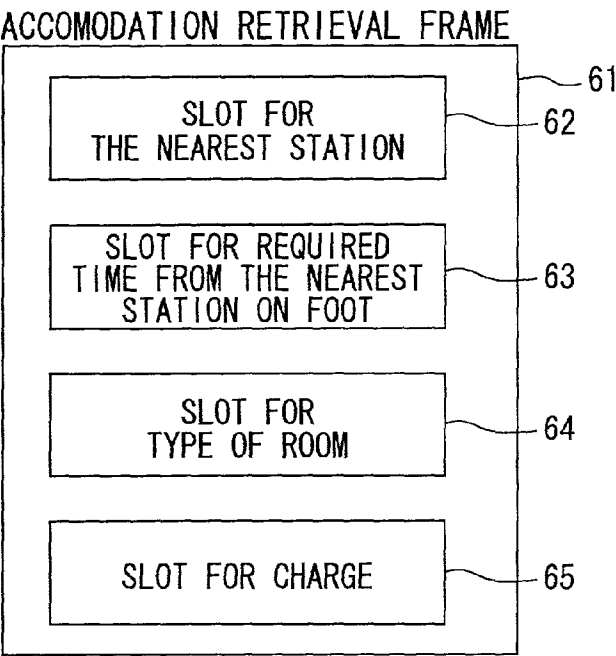 ACCOMODATION RETRIEVAL FRAME
61
SLOT FOR
THE NEAREST STATION
62
SLOT FOR REQUIRED
TIME FROM THE NEAREST
STATION ON FOOT
63
SLOT FOR
TYPE OF ROOM
64
SLOT FOR CHARGE
65